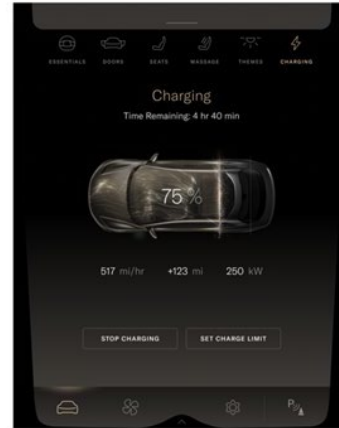 ESSENTIALS DOORS SEATS MASSAGE THEMES CHARGING
Charging
Time Remaining: 4 hr 40 min
75 %
517 mi/hr +123 mi 250 kW
STOP CHARGING SET CHARGE LIMIT
P